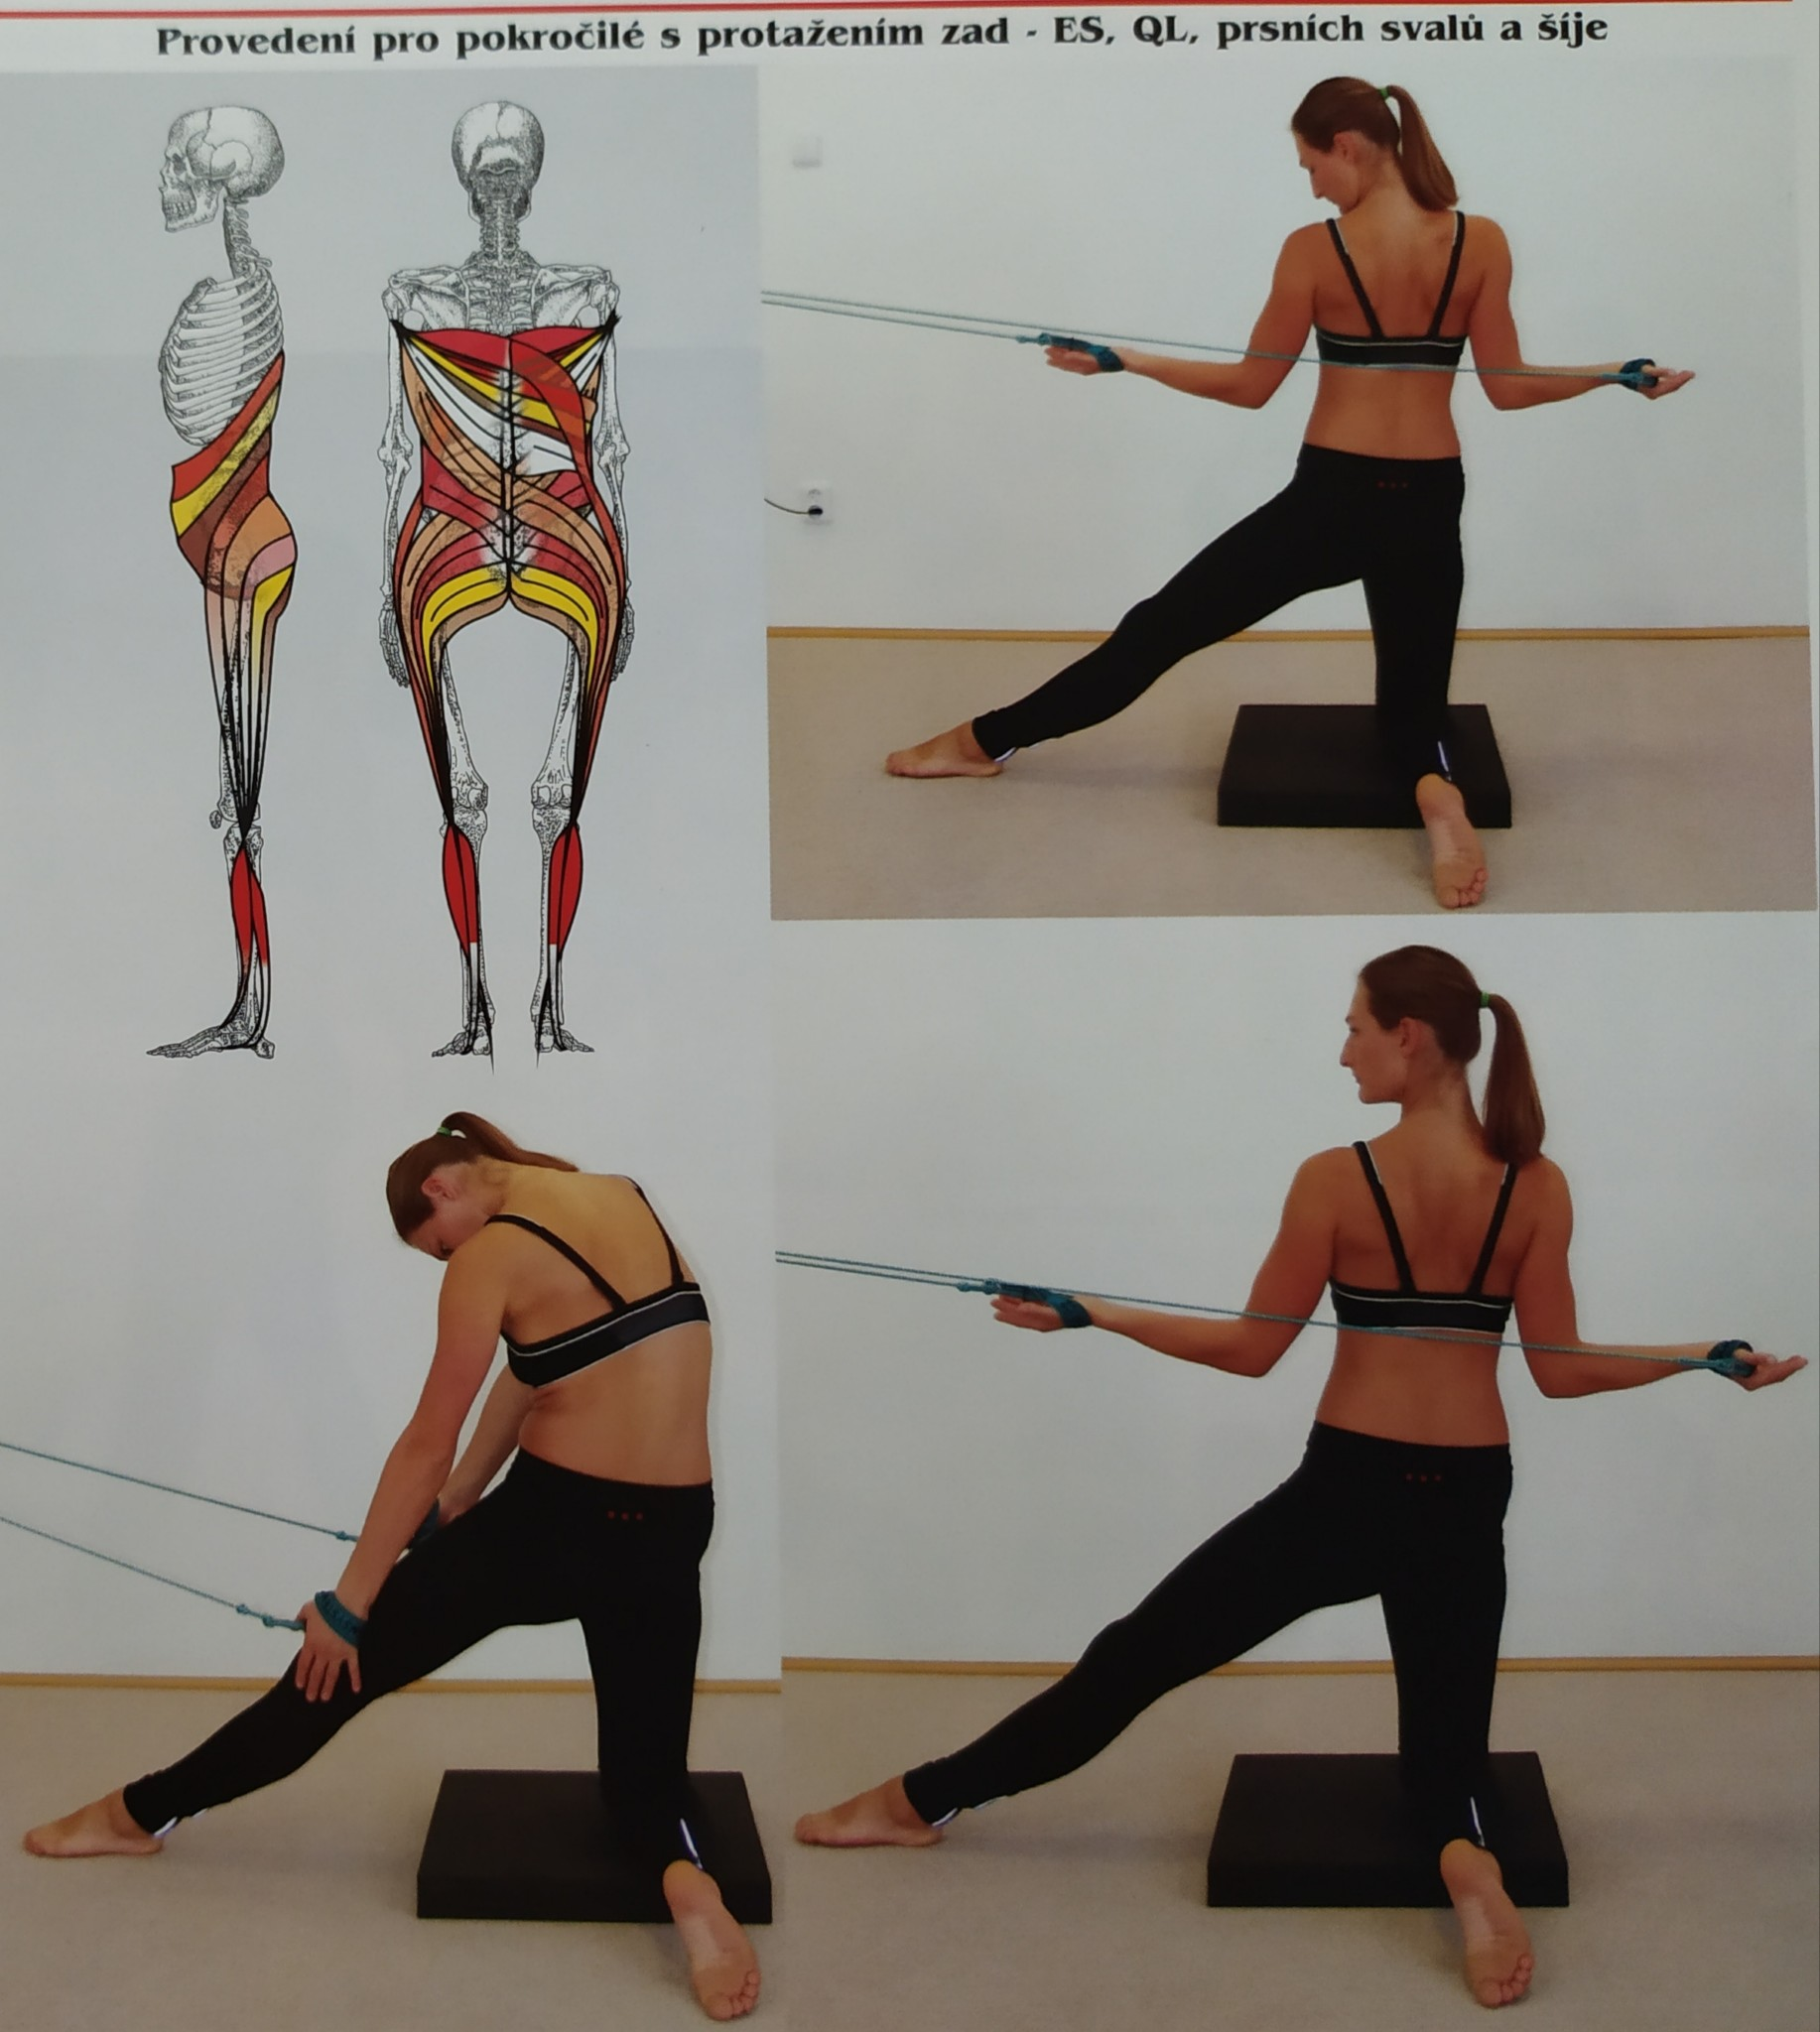 Provedení pro pokročilé s protažením zad - ES, QL, prsních svalů a šíje